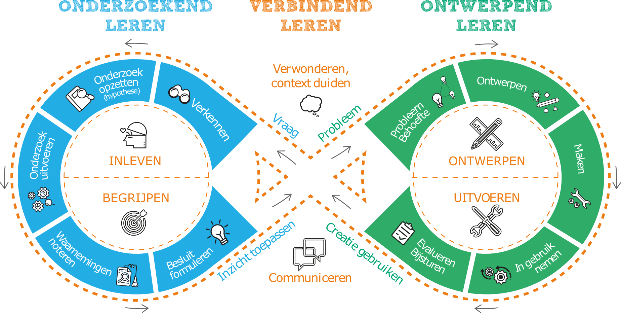 ONDERZOEKEND
LEREN
VERBINDEND
LEREN
ONTWERPEND
LEREN
Verwonderen,
context duiden
Vraag
Probleem
Verkennen
Onderzoek
opzetten
(hypothese)
Onderzoek
uitvoeren
Waarnemingen
noteren
Besluit
formuleren
INLEVEN
BEGRIJPEN
Inzicht toepassen
Communiceren
Creatie gebruiken
Probleem
Behoefte
Ontwerpen
Maken
In gebruik
nemen
Evalueren
Bijsturen
ONTWERPEN
UITVOEREN